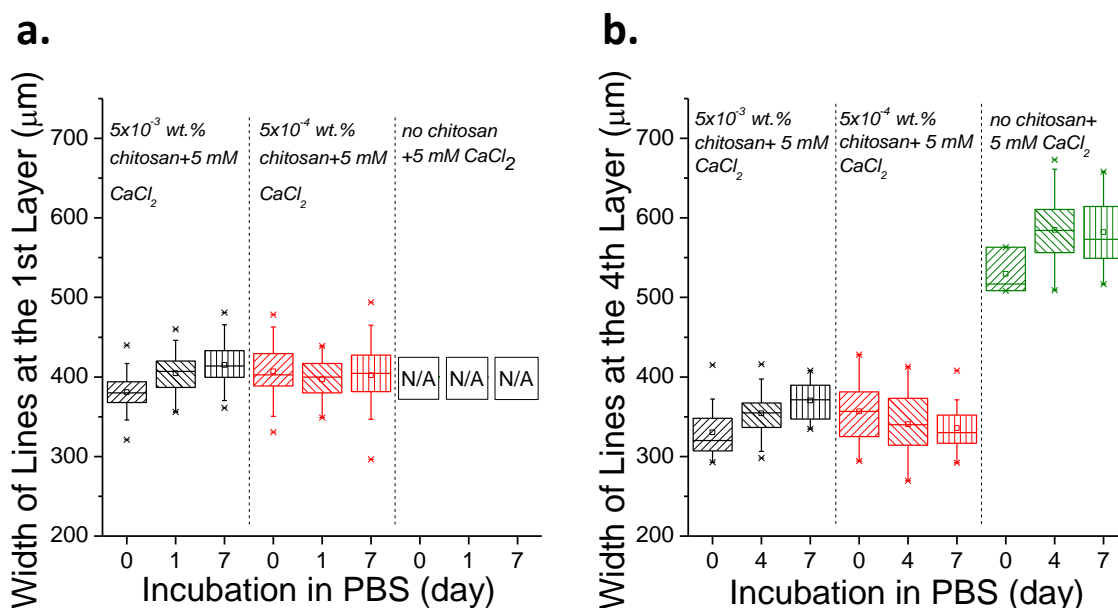 a.
Width of Lines at the 1st Layer (μm)
700
600
500
400
300
200
5x10⁻³ wt.%
chitosan+5 mM
CaCl₂
5x10⁻⁴ wt.%
chitosan+5 mM
CaCl₂
no chitosan
+5 mM CaCl₂
N/A N/A N/A
0 1 7 0 1 7 0 1 7
Incubation in PBS (day)
b.
Width of Lines at the 4th Layer (μm)
700
600
500
400
300
200
5x10⁻³ wt.%
chitosan+ 5 mM
CaCl₂
5x10⁻⁴ wt.%
chitosan+ 5 mM
CaCl₂
no chitosan+
5 mM CaCl₂
0 4 7 0 4 7 0 4 7
Incubation in PBS (day)